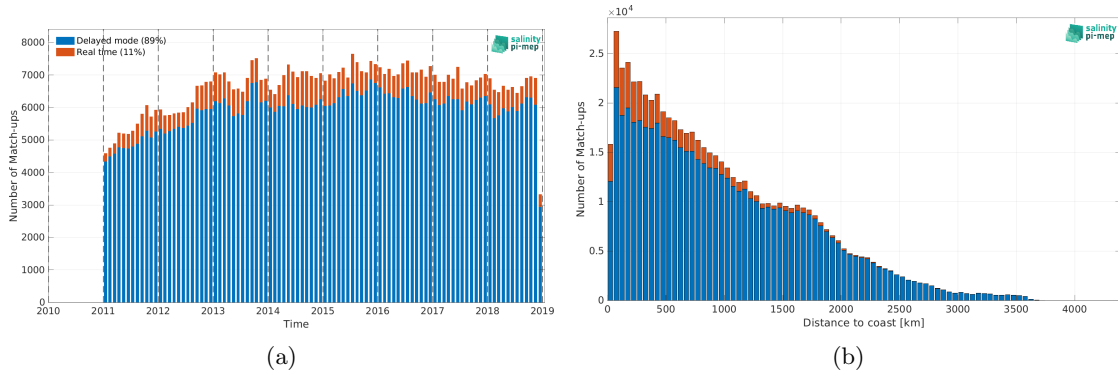 Delayed mode (89%)
Real time (11%)
salinity
pi-mep
8000
7000
6000
5000
4000
3000
2000
1000
0
Number of Match-ups
2010 2011 2012 2013 2014 2015 2016 2017 2018 2019
Time
(a)
×10⁴
salinity
pi-mep
2.5
2
1.5
1
0.5
0
Number of Match-ups
0 500 1000 1500 2000 2500 3000 3500 4000
Distance to coast [km]
(b)